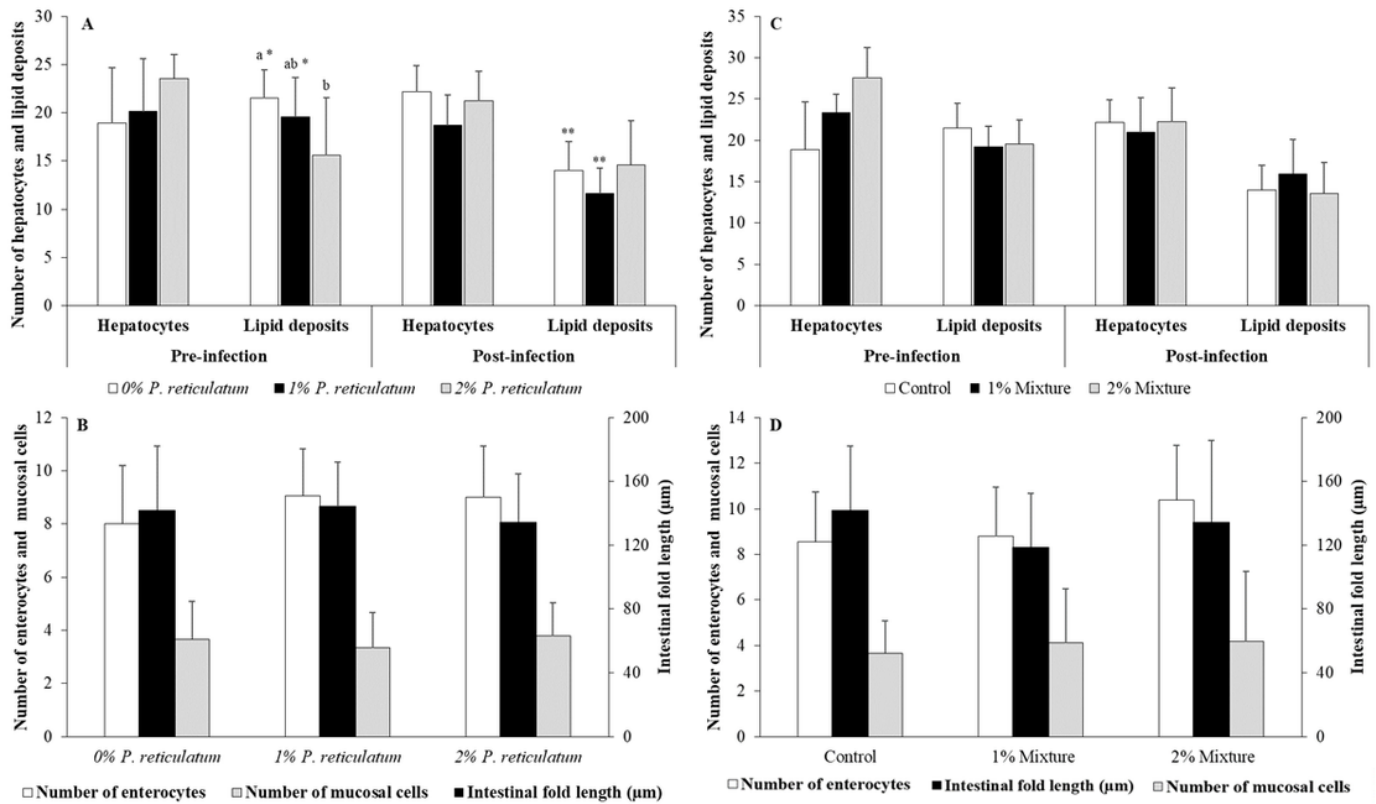 A
Number of hepatocytes and lipid deposits
30
25
20
15
10
5
0
a *
ab *
b
**
**
Hepatocytes
Lipid deposits
Hepatocytes
Lipid deposits
Pre-infection
Post-infection
0% P. reticulatum
1% P. reticulatum
2% P. reticulatum
C
Number of hepatocytes and lipid deposits
35
30
25
20
15
10
5
0
Hepatocytes
Lipid deposits
Hepatocytes
Lipid deposits
Pre-infection
Post-infection
Control
1% Mixture
2% Mixture
B
Number of enterocytes and mucosal cells
12
10
8
6
4
2
0
200
160
120
80
40
0
Intestinal fold length (µm)
0% P. reticulatum
1% P. reticulatum
2% P. reticulatum
Number of enterocytes
Number of mucosal cells
Intestinal fold length (µm)
D
Number of enterocytes and mucosal cells
14
12
10
8
6
4
2
0
200
160
120
80
40
0
Intestinal fold length (µm)
Control
1% Mixture
2% Mixture
Number of enterocytes
Intestinal fold length (µm)
Number of mucosal cells